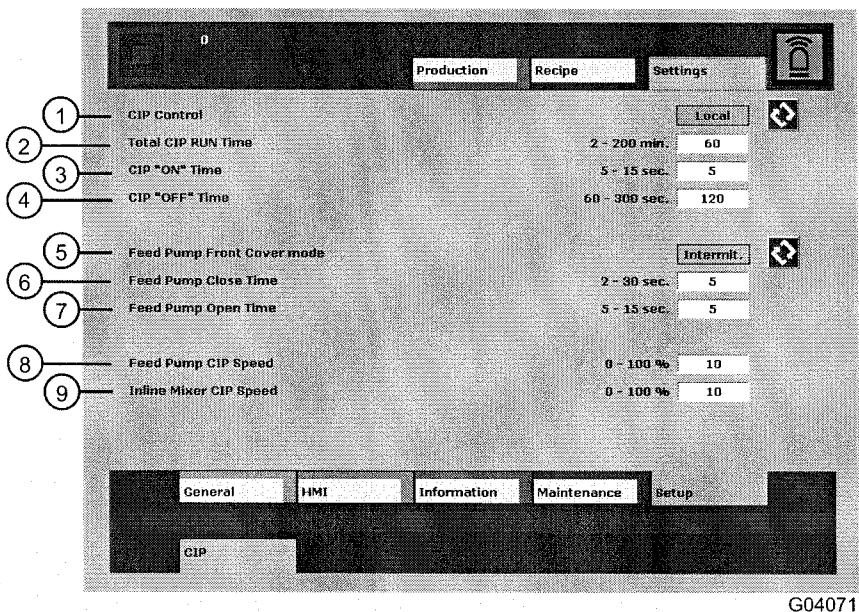 0
Production Recipe Settings
1 CIP Control Local
2 Total CIP RUN Time 2 - 200 min. 60
3 CIP "ON" Time 5 - 15 sec. 5
4 CIP "OFF" Time 60 - 300 sec. 120
5 Feed Pump Front Cover mode Intermit.
6 Feed Pump Close Time 2 - 30 sec. 5
7 Feed Pump Open Time 5 - 15 sec. 5
8 Feed Pump CIP Speed 0 - 100 % 10
9 Inline Mixer CIP Speed 0 - 100 % 10
General HMI Information Maintenance Setup
CIP
G04071